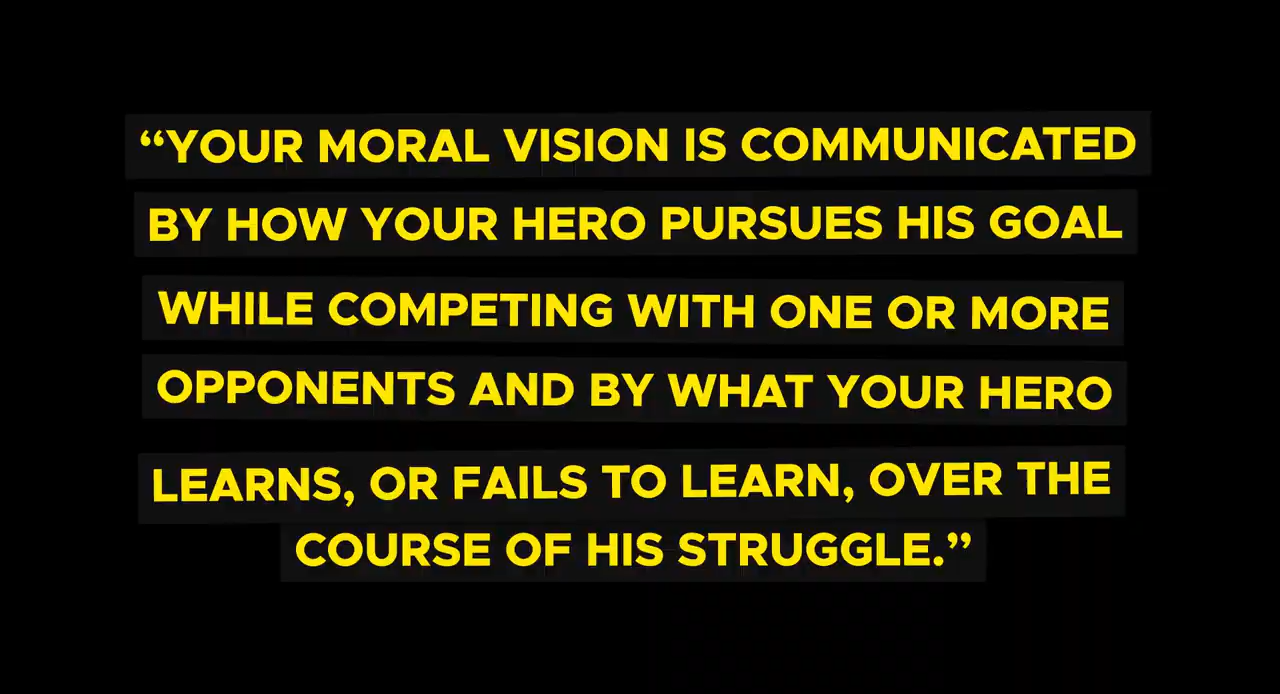 “YOUR MORAL VISION IS COMMUNICATED
BY HOW YOUR HERO PURSUES HIS GOAL
WHILE COMPETING WITH ONE OR MORE
OPPONENTS AND BY WHAT YOUR HERO
LEARNS, OR FAILS TO LEARN, OVER THE
COURSE OF HIS STRUGGLE.”